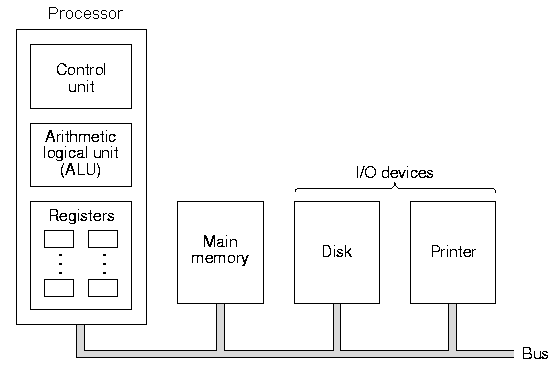 Processor
Control
unit
Arithmetic
logical unit
(ALU)
Registers
I/O devices
Main
memory
Disk
Printer
Bus